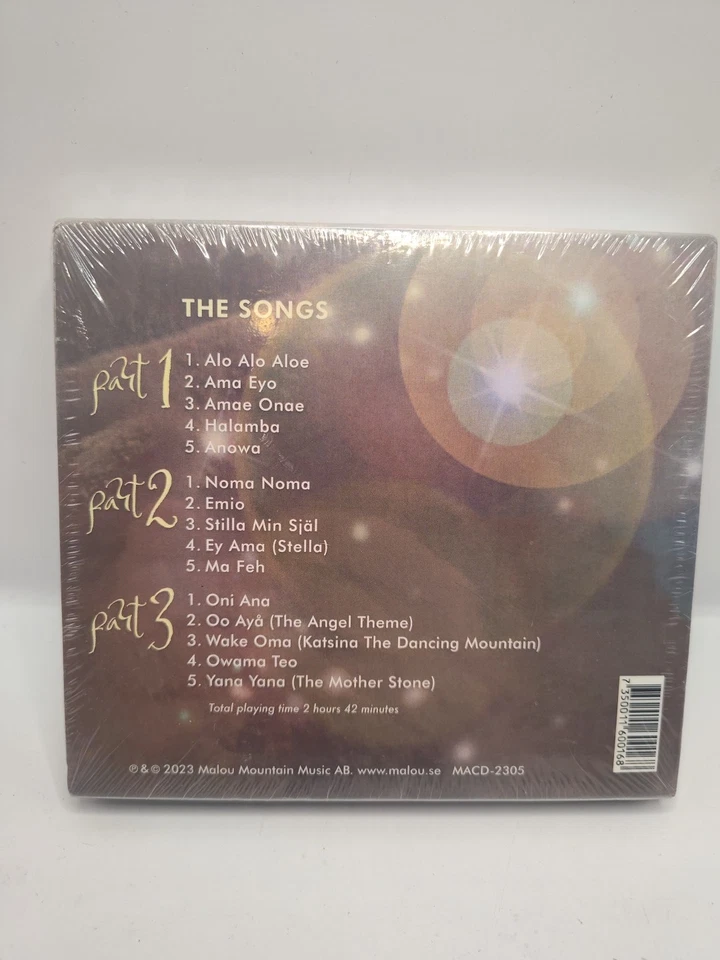 THE SONGS
part 1
1. Alo Alo Aloe
2. Ama Eyo
3. Amae Onae
4. Halamba
5. Anowa
part 2
1. Noma Noma
2. Emio
3. Stilla Min Själ
4. Ey Ama (Stella)
5. Ma Feh
part 3
1. Oni Ana
2. Oo Ayå (The Angel Theme)
3. Wake Oma (Katsina The Dancing Mountain)
4. Owama Teo
5. Yana Yana (The Mother Stone)
Total playing time 2 hours 42 minutes
℗ & © 2023 Malou Mountain Music AB. www.malou.se MACD-2305
7 350011 600168